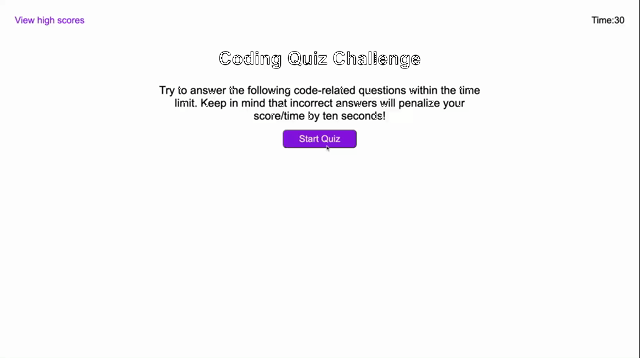 View high scores
Time:30
Coding Quiz Challenge
Try to answer the following code-related questions within the time
limit. Keep in mind that incorrect answers will penalize your
score/time by ten seconds!
Start Quiz